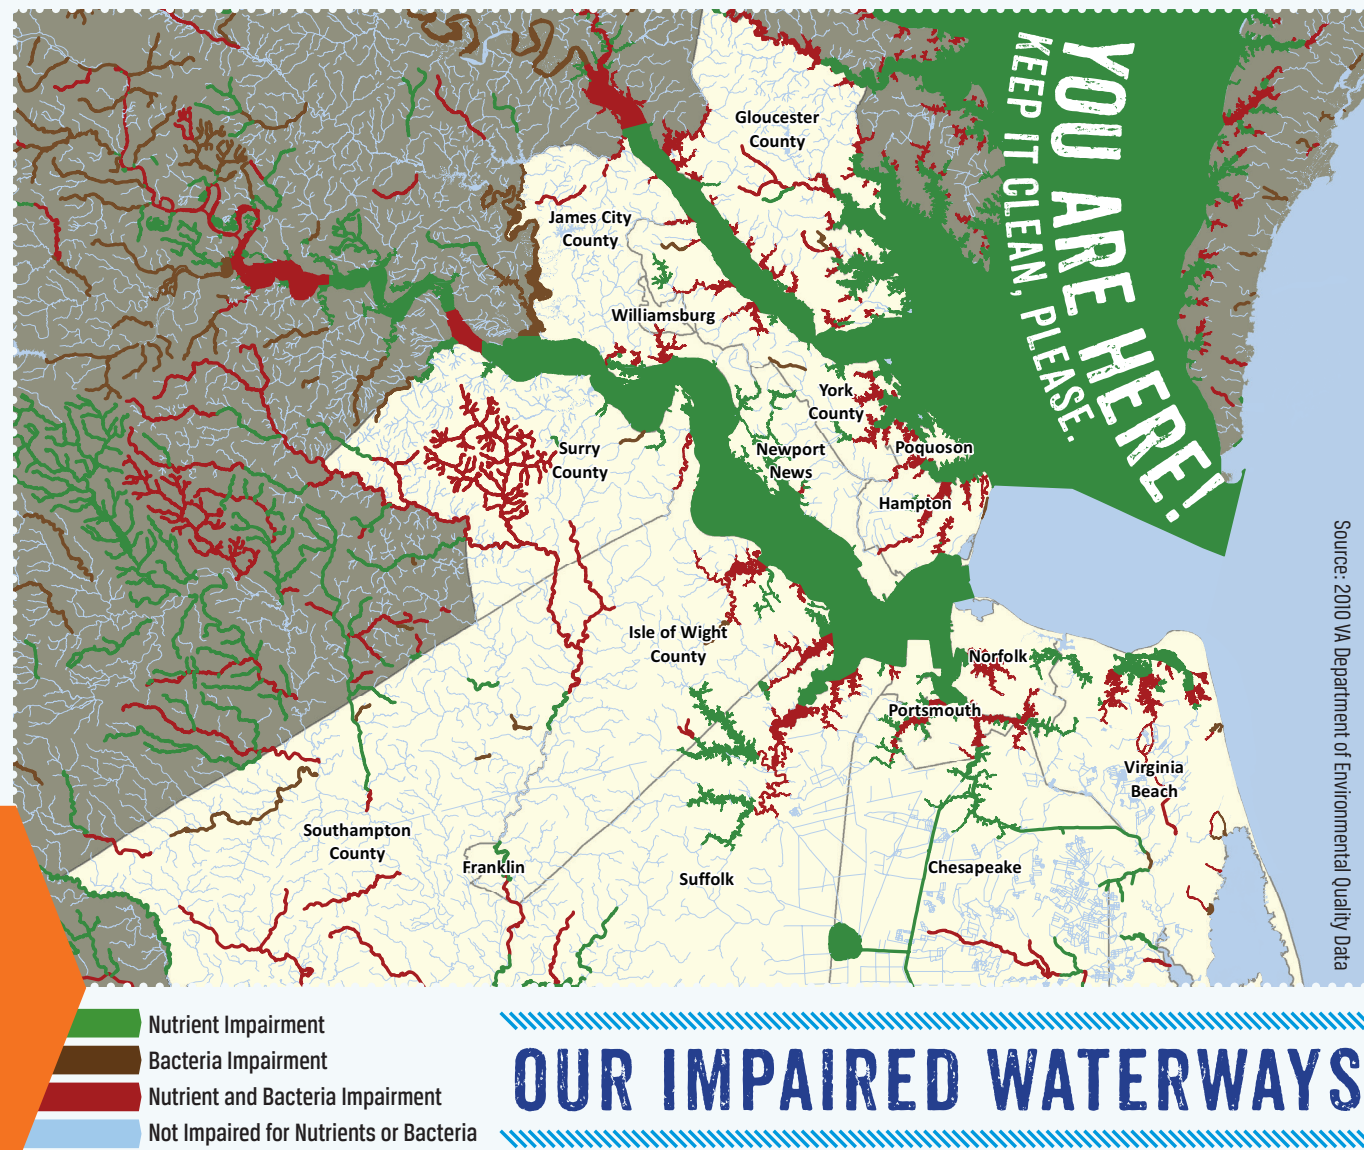 YOU ARE HERE!
KEEP IT CLEAN, PLEASE.
Gloucester
County
James City
County
Williamsburg
York
County
Surry
County
Newport
News
Poquoson
Hampton
Isle of Wight
County
Norfolk
Portsmouth
Virginia
Beach
Southampton
County
Franklin
Suffolk
Chesapeake
Source: 2010 VA Department of Environmental Quality Data
Nutrient Impairment
Bacteria Impairment
Nutrient and Bacteria Impairment
Not Impaired for Nutrients or Bacteria
OUR IMPAIRED WATERWAYS